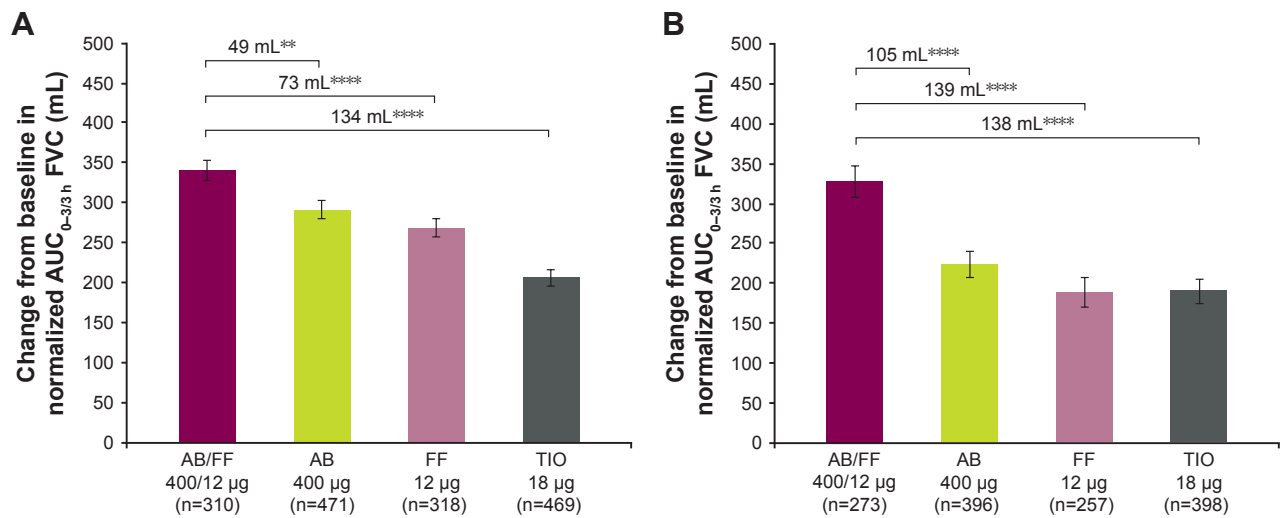 A
Change from baseline in
normalized AUC0–3/3 h FVC (mL)
500
450
400
350
300
250
200
150
100
50
0
49 mL**
73 mL****
134 mL****
AB/FF
400/12 µg
(n=310)
AB
400 µg
(n=471)
FF
12 µg
(n=318)
TIO
18 µg
(n=469)
B
Change from baseline in
normalized AUC0–3/3 h FVC (mL)
500
450
400
350
300
250
200
150
100
50
0
105 mL****
139 mL****
138 mL****
AB/FF
400/12 µg
(n=273)
AB
400 µg
(n=396)
FF
12 µg
(n=257)
TIO
18 µg
(n=398)